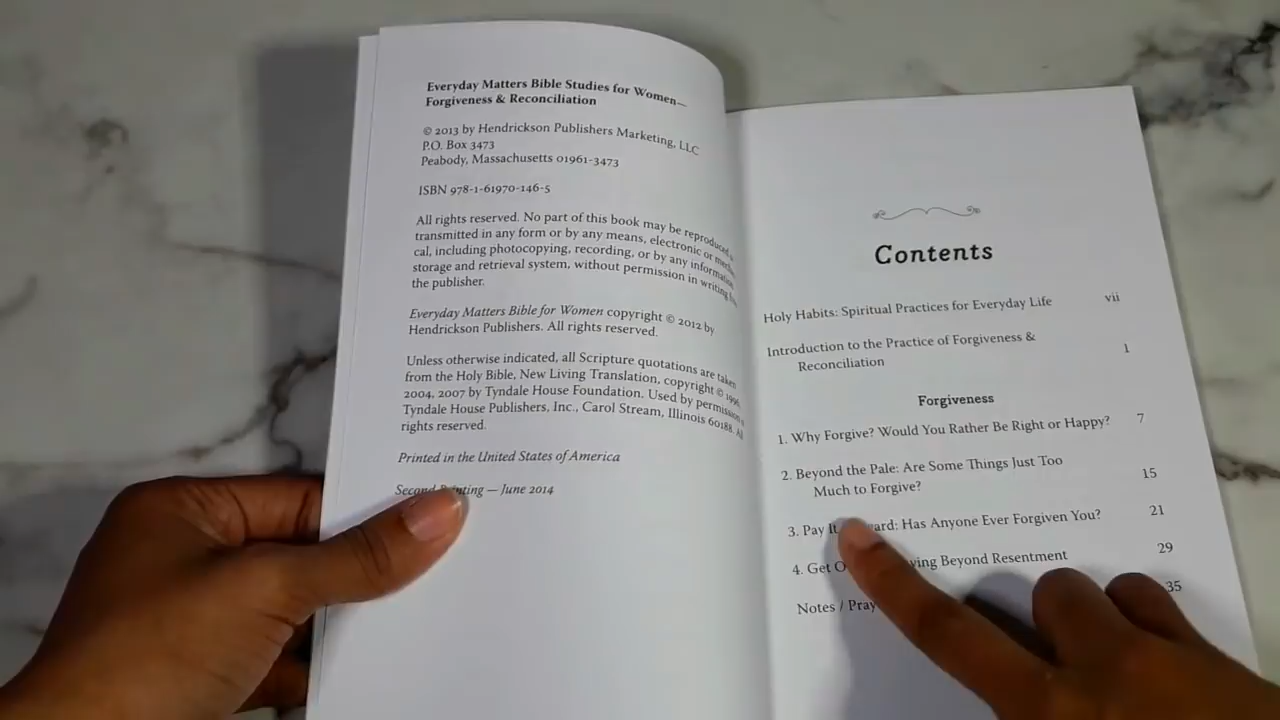 Everyday Matters Bible Studies for Women—
Forgiveness & Reconciliation
© 2013 by Hendrickson Publishers Marketing, LLC
P.O. Box 3473
Peabody, Massachusetts 01961-3473
ISBN 978-1-61970-146-5
All rights reserved. No part of this book may be reproduced
transmitted in any form or by any means, electronic or
cal, including photocopying, recording, or by any information
storage and retrieval system, without permission in writing
the publisher.
Everyday Matters Bible for Women copyright © 2012 by
Hendrickson Publishers. All rights reserved.
Unless otherwise indicated, all Scripture quotations are taken
from the Holy Bible, New Living Translation, copyright © 1996,
2004, 2007 by Tyndale House Foundation. Used by permission
Tyndale House Publishers, Inc., Carol Stream, Illinois 60188. All
rights reserved.
Printed in the United States of America
Second Printing — June 2014
Contents
Holy Habits: Spiritual Practices for Everyday Life vii
Introduction to the Practice of Forgiveness & 1
Reconciliation
Forgiveness
1. Why Forgive? Would You Rather Be Right or Happy? 7
2. Beyond the Pale: Are Some Things Just Too
Much to Forgive? 15
3. Pay It Has Anyone Ever Forgiven You? 21
4. Get Beyond Resentment 29
Notes / 35